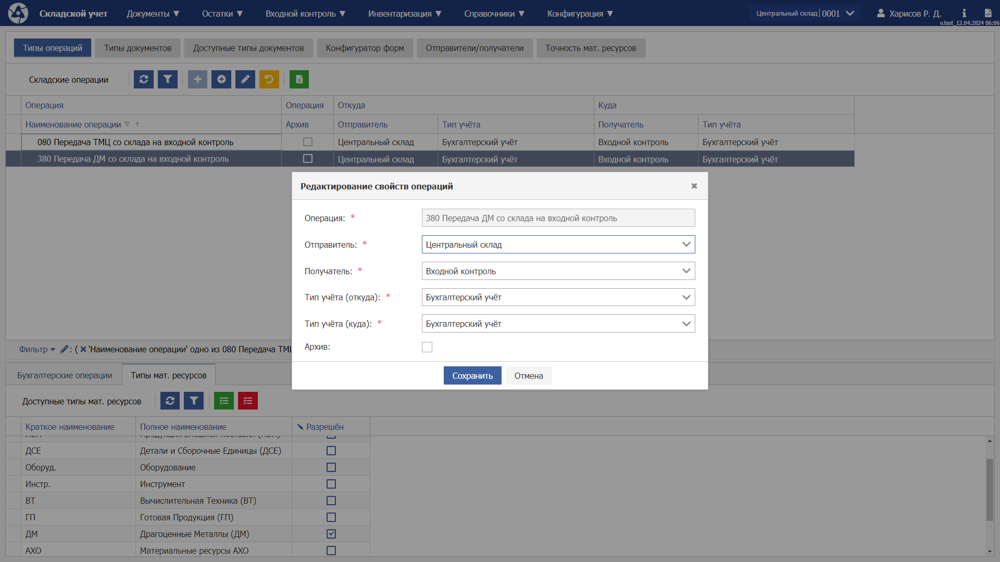 Складской учет Документы ▼ Остатки ▼ Входной контроль ▼ Инвентаризация ▼ Справочники ▼ Конфигурация ▼ Центральный склад | 0001 Харисов Р. Д.
v.test_12.04.2024 06:06
Типы операций Типы документов Доступные типы документов Конфигуратор форм Отправители/получатели Точность мат. ресурсов
Складские операции
Операция Операция Откуда Куда
Наименование операции Архив Отправитель Тип учёта Получатель Тип учёта
080 Передача ТМЦ со склада на входной контроль Центральный склад Бухгалтерский учёт Входной контроль Бухгалтерский учёт
380 Передача ДМ со склада на входной контроль Центральный склад Бухгалтерский учёт Входной контроль Бухгалтерский учёт
Редактирование свойств операций
Операция: * 380 Передача ДМ со склада на входной контроль
Отправитель: * Центральный склад
Получатель: * Входной контроль
Тип учёта (откуда): * Бухгалтерский учёт
Тип учёта (куда): * Бухгалтерский учёт
Архив:
Сохранить Отмена
Фильтр : ( 'Наименование операции' одно из 080 Передача ТМЦ
Бухгалтерские операции Типы мат. ресурсов
Доступные типы мат. ресурсов
Краткое наименование Полное наименование Разрешён
ДСЕ Детали и Сборочные Единицы (ДСЕ)
Оборуд. Оборудование
Инстр. Инструмент
ВТ Вычислительная Техника (ВТ)
ГП Готовая Продукция (ГП)
ДМ Драгоценные Металлы (ДМ)
АХО Материальные ресурсы АХО